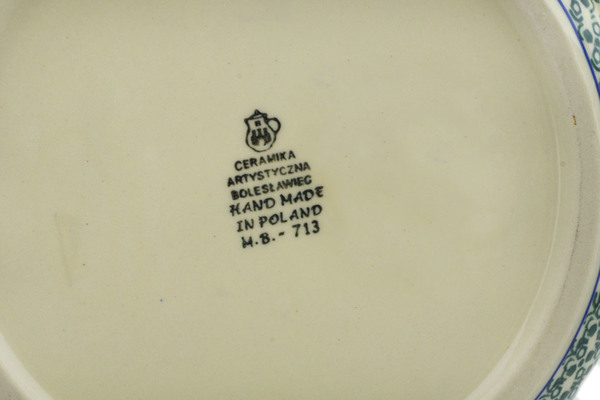 CERAMIKA
ARTYSTYCZNA
BOLESŁAWIEC
HAND MADE
IN POLAND
M.B.- 713